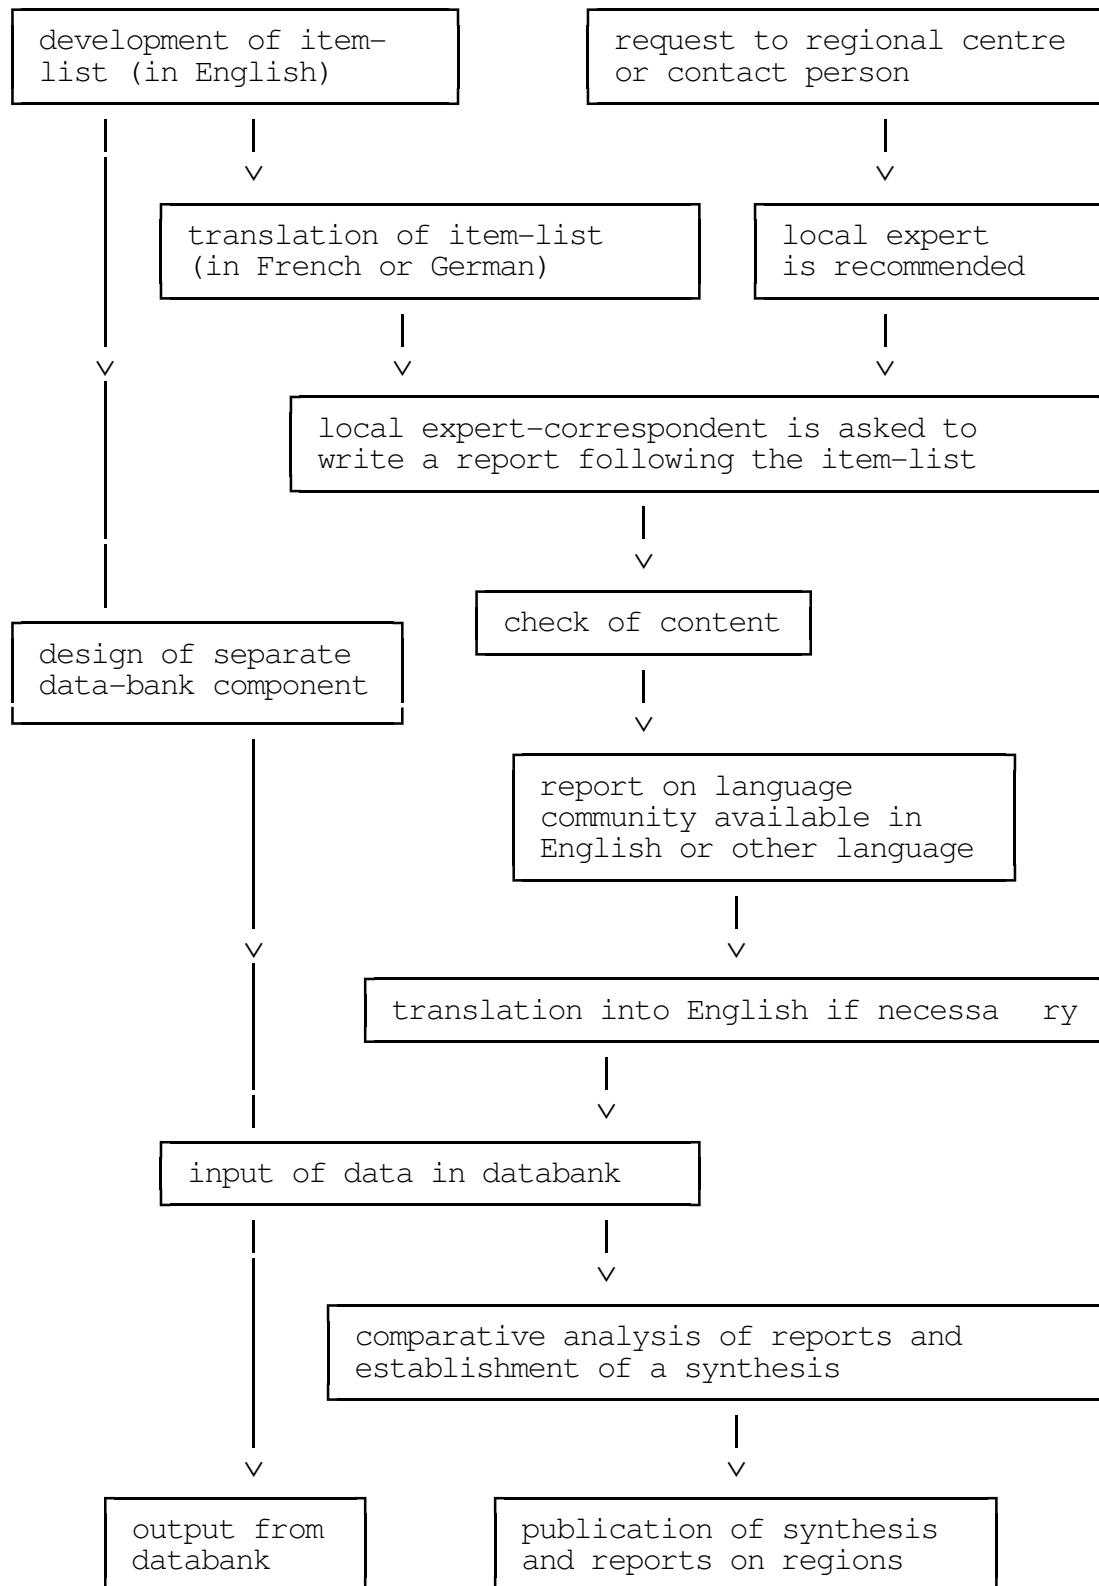 development of item-
list (in English)
request to regional centre
or contact person
translation of item-list
(in French or German)
local expert
is recommended
local expert-correspondent is asked to
write a report following the item-list
check of content
design of separate
data-bank component
report on language
community available in
English or other language
translation into English if necessa ry
input of data in databank
comparative analysis of reports and
establishment of a synthesis
output from
databank
publication of synthesis
and reports on regions